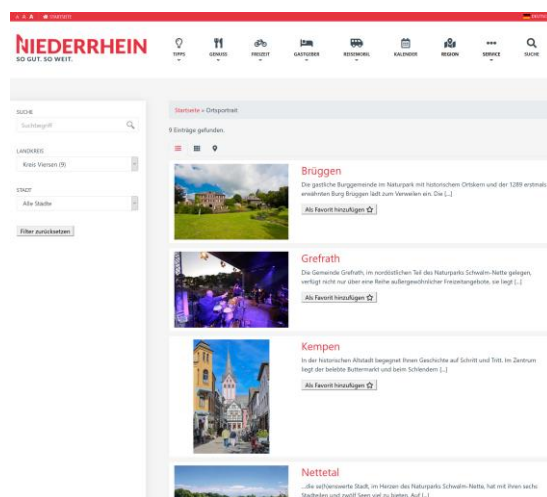 A A A STARTSEITE
NIEDERRHEIN
SO GUT. SO WEIT.
TIPPS GENUSS FREIZEIT GASTGEBER REISEMOBIL KALENDER REGION SERVICE SUCHE
SUCHE
Suchbegriff
LANDKREIS
Kreis Viersen (9)
STADT
Alle Städte
Filter zurücksetzen
Startseite » Ortsportrait
9 Einträge gefunden.
Brüggen
Die gastliche Burggemeinde im Naturpark mit historischem Ortskern und der 1289 erstmals
erwähnten Burg Brüggen lädt zum Verweilen ein. Die [...]
Als Favorit hinzufügen
Grefrath
Die Gemeinde Grefrath, im nordöstlichen Teil des Naturparks Schwalm-Nette gelegen,
verfügt nicht nur über eine Reihe außergewöhnlicher Freizeitangebote, sie liegt [...]
Als Favorit hinzufügen
Kempen
In der historischen Altstadt begegnet Ihnen Geschichte auf Schritt und Tritt. Im Zentrum
liegt der beliebte Buttermarkt und beim Schlendern [...]
Als Favorit hinzufügen
Nettetal
...die se(h)enswerte Stadt, im Herzen des Naturparks Schwalm-Nette, hat mit ihren sechs
Stadtteilen und zwölf Seen viel zu bieten. Auf [...]